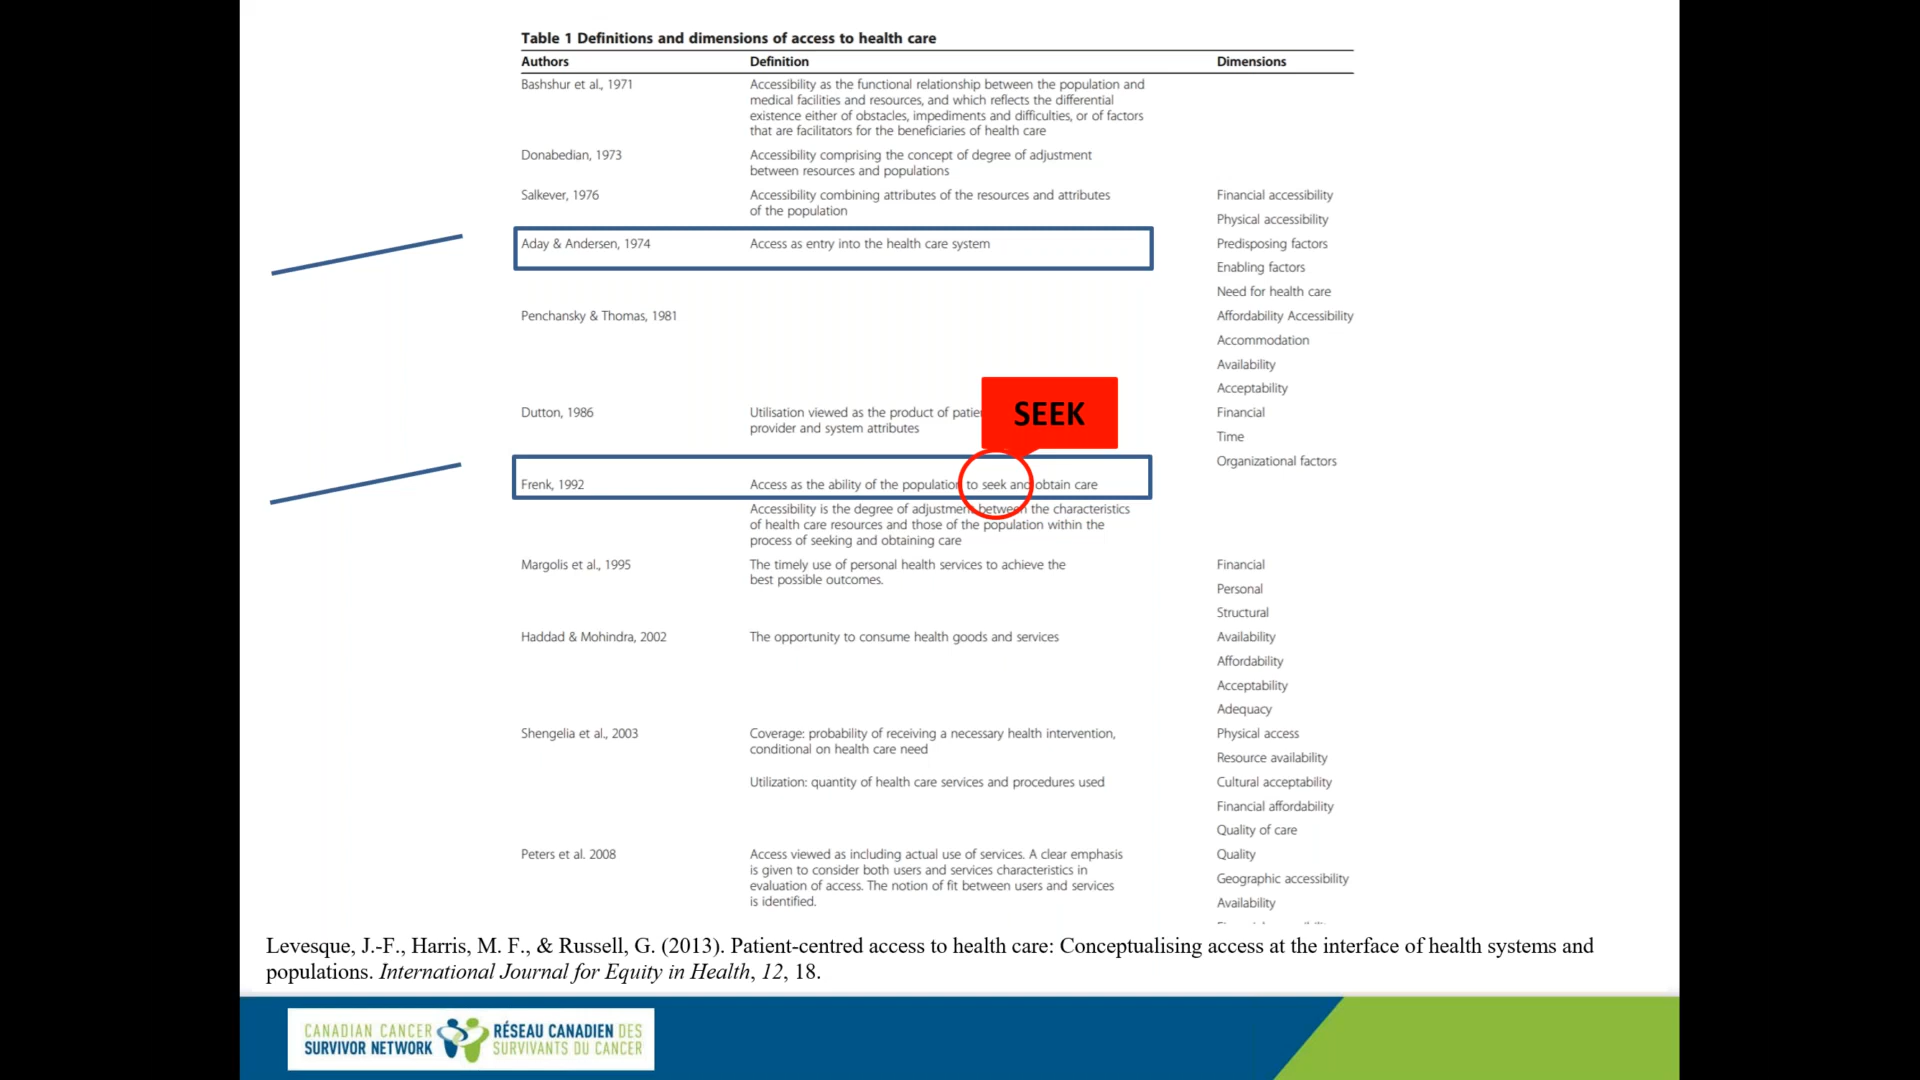 Table 1 Definitions and dimensions of access to health care
Authors Definition Dimensions
Bashshur et al., 1971 Accessibility as the functional relationship between the population and
medical facilities and resources, and which reflects the differential
existence either of obstacles, impediments and difficulties, or of factors
that are facilitators for the beneficiaries of health care
Donabedian, 1973 Accessibility comprising the concept of degree of adjustment
between resources and populations
Salkever, 1976 Accessibility combining attributes of the resources and attributes Financial accessibility
of the population
Physical accessibility
Aday & Andersen, 1974 Access as entry into the health care system Predisposing factors
Enabling factors
Need for health care
Penchansky & Thomas, 1981 Affordability Accessibility
Accommodation
Availability
Acceptability
Dutton, 1986 Utilisation viewed as the product of Financial
SEEK
provider and system attributes
Time
Organizational factors
Frenk, 1992 Access as the ability of the population to seek and obtain care
Accessibility is the degree of adjustment between the characteristics
of health care resources and those of the population within the
process of seeking and obtaining care
Margolis et al., 1995 The timely use of personal health services to achieve the Financial
best possible outcomes.
Personal
Structural
Haddad & Mohindra, 2002 The opportunity to consume health goods and services Availability
Affordability
Acceptability
Adequacy
Shengelia et al., 2003 Coverage: probability of receiving a necessary health intervention, Physical access
conditional on health care need
Resource availability
Utilization: quantity of health care services and procedures used Cultural acceptability
Financial affordability
Quality of care
Peters et al. 2008 Access viewed as including actual use of services. A clear emphasis Quality
is given to consider both users and services characteristics in
Geographic accessibility
evaluation of access. The notion of fit between users and services
is identified. Availability
Levesque, J.-F., Harris, M. F., & Russell, G. (2013). Patient-centred access to health care: Conceptualising access at the interface of health systems and
populations. International Journal for Equity in Health, 12, 18.
CANADIAN CANCER
SURVIVOR NETWORK
RÉSEAU CANADIEN DES
SURVIVANTS DU CANCER